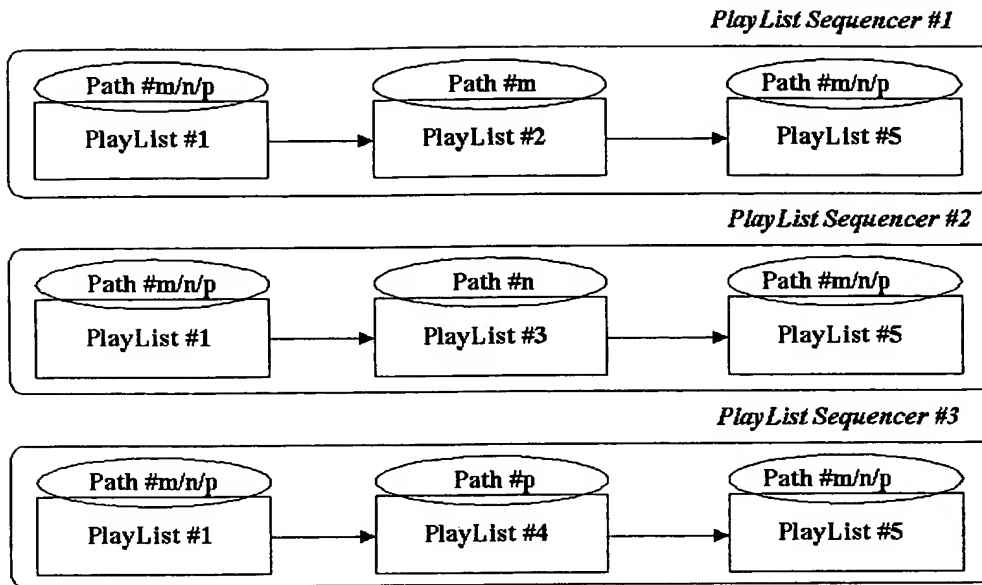 PlayList Sequencer #1
Path #m/n/p
Path #m
Path #m/n/p
PlayList #1
PlayList #2
PlayList #5
PlayList Sequencer #2
Path #m/n/p
Path #n
Path #m/n/p
PlayList #1
PlayList #3
PlayList #5
PlayList Sequencer #3
Path #m/n/p
Path #p
Path #m/n/p
PlayList #1
PlayList #4
PlayList #5